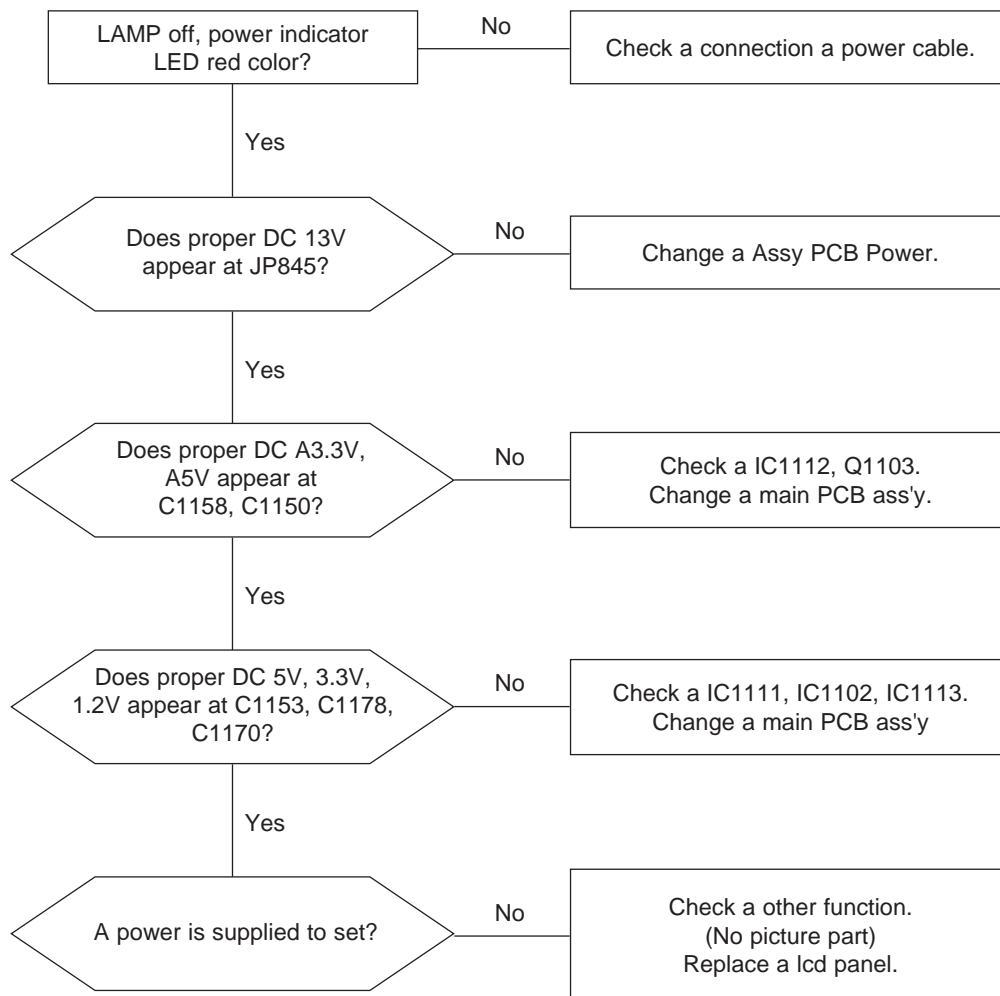 LAMP off, power indicator
LED red color?
No
Check a connection a power cable.
Yes
Does proper DC 13V
appear at JP845?
No
Change a Assy PCB Power.
Yes
Does proper DC A3.3V,
A5V appear at
C1158, C1150?
No
Check a IC1112, Q1103.
Change a main PCB ass'y.
Yes
Does proper DC 5V, 3.3V,
1.2V appear at C1153, C1178,
C1170?
No
Check a IC1111, IC1102, IC1113.
Change a main PCB ass'y
Yes
A power is supplied to set?
No
Check a other function.
(No picture part)
Replace a lcd panel.